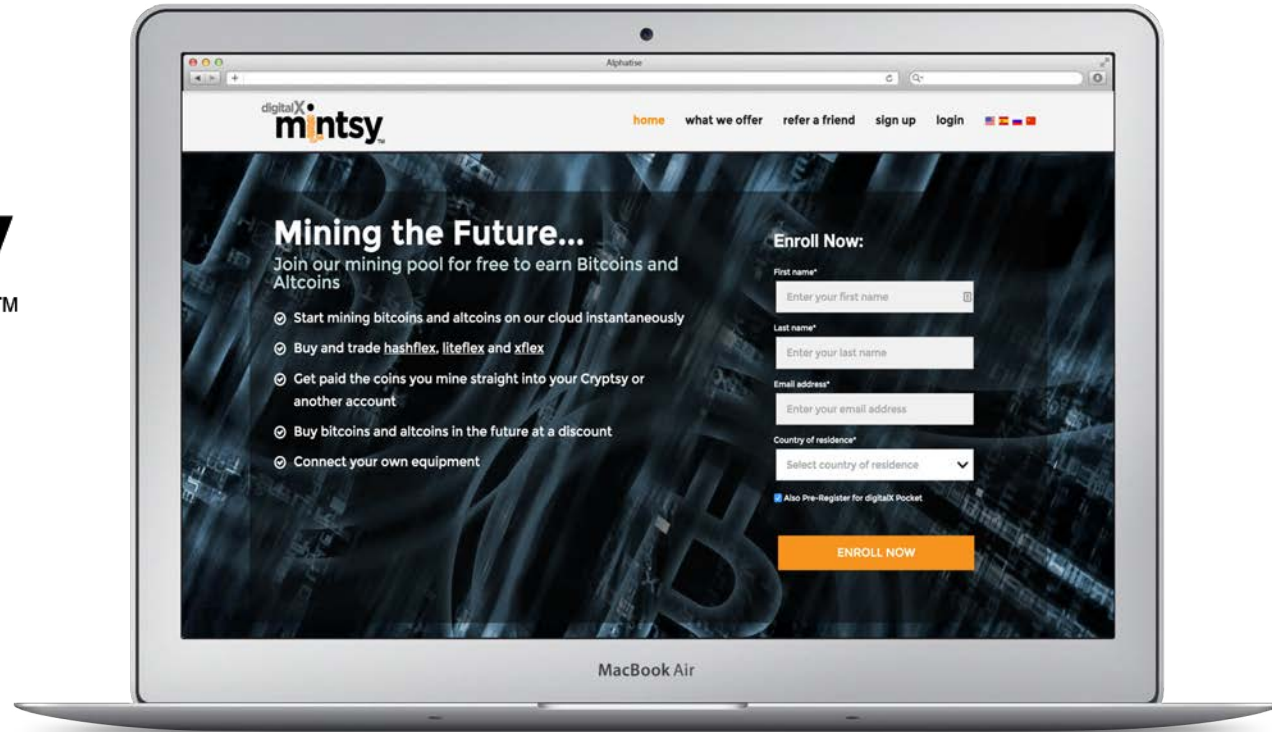 TM
Alphatise
digitalX
mintsy
TM
home what we offer refer a friend sign up login
Mining the Future...
Join our mining pool for free to earn Bitcoins and
Altcoins
Start mining bitcoins and altcoins on our cloud instantaneously
Buy and trade hashflex, liteflex and xflex
Get paid the coins you mine straight into your Cryptsy or
another account
Buy bitcoins and altcoins in the future at a discount
Connect your own equipment
Enroll Now:
First name*
Enter your first name
Last name*
Enter your last name
Email address*
Enter your email address
Country of residence*
Select country of residence
Also Pre-Register for digitalX Pocket
ENROLL NOW
MacBook Air